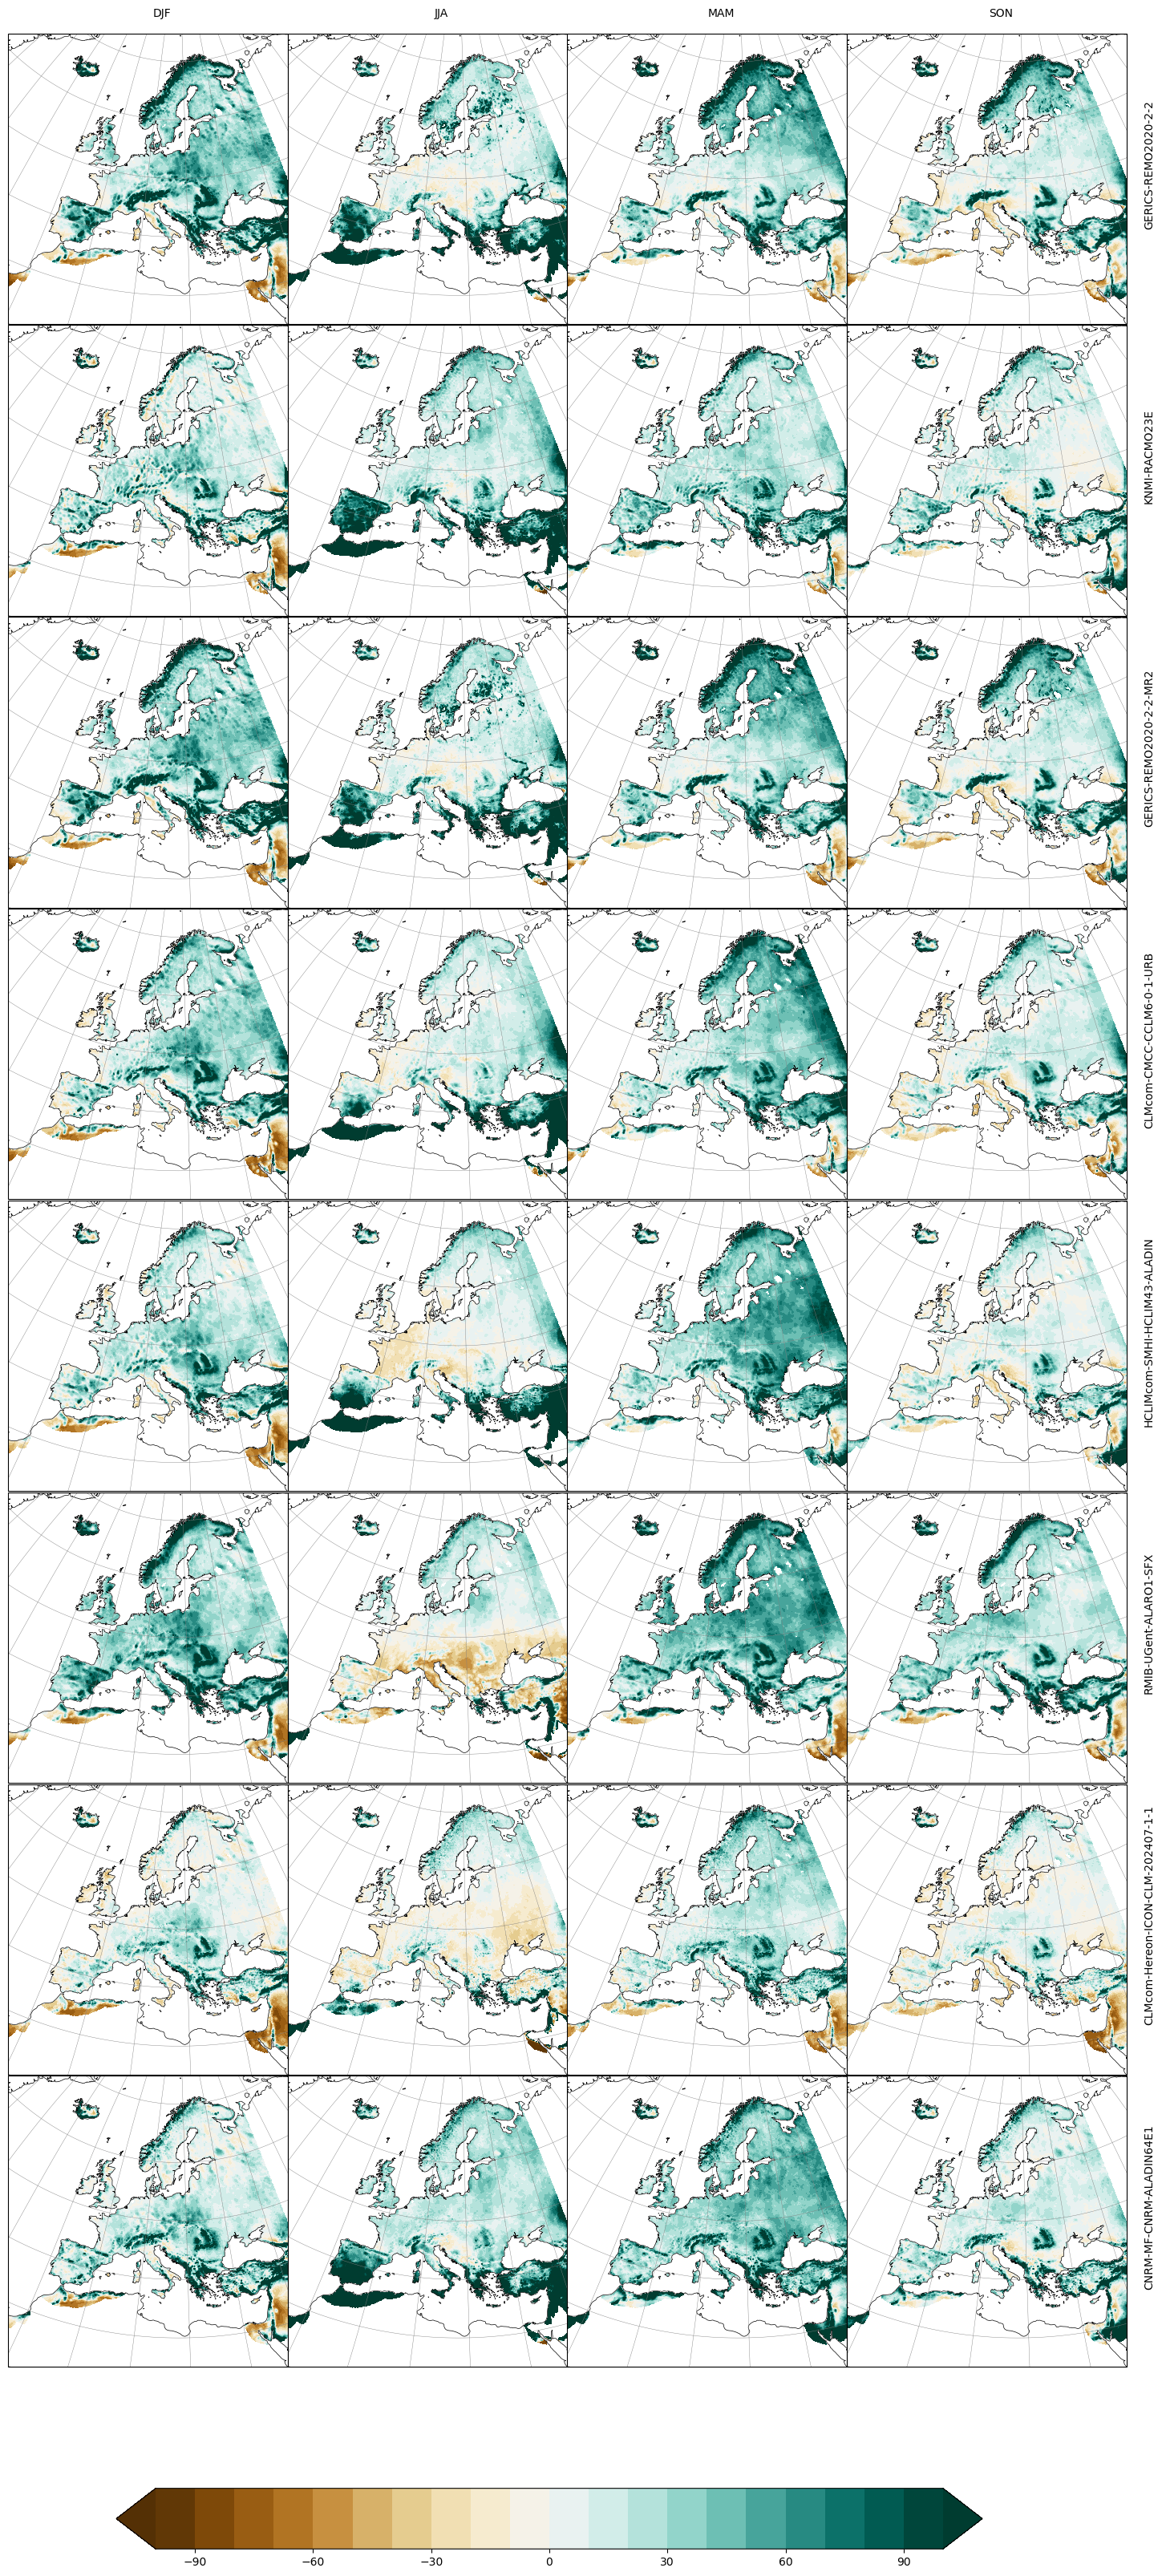 DJF JJA MAM SON
GERICS-REMO2020-2-2
KNMI-RACMO23E
GERICS-REMO2020-2-2-MR2
CLMcom-CMCC-CCLM6-0-1-URB
HCLIMcom-SMHI-HCLIM43-ALADIN
RMIB-UGent-ALARO1-SFX
CLMcom-Hereon-ICON-CLM-202407-1-1
CNRM-MF-CNRM-ALADIN64E1
−90 −60 −30 0 30 60 90